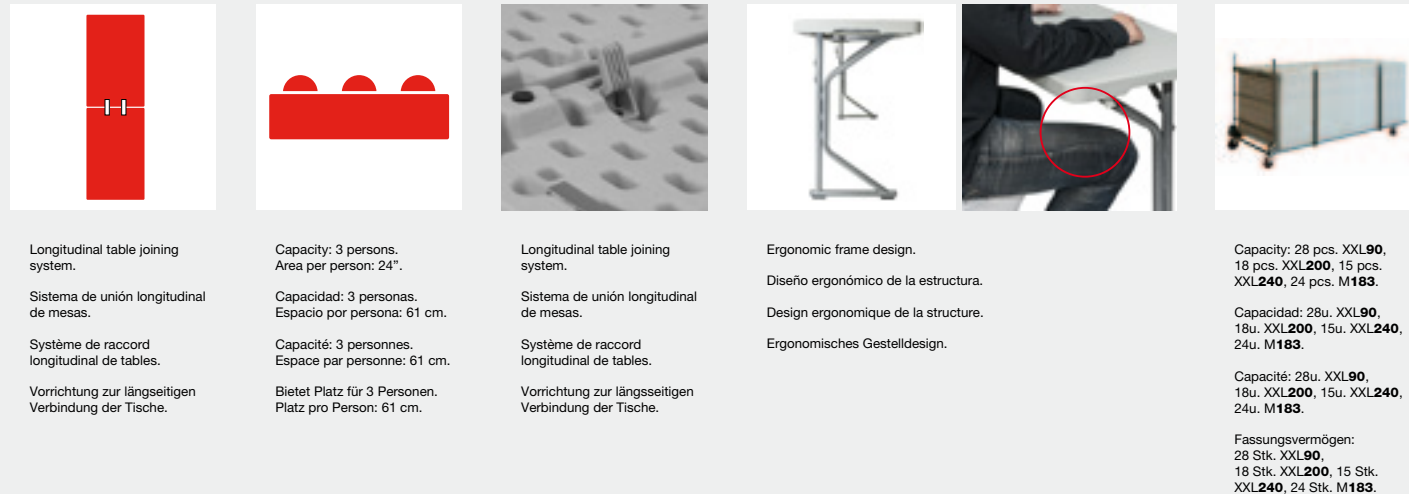 Longitudinal table joining
system.
Sistema de unión longitudinal
de mesas.
Système de raccord
longitudinal de tables.
Vorrichtung zur längseitigen
Verbindung der Tische.
Capacity: 3 persons.
Area per person: 24”.
Capacidad: 3 personas.
Espacio por persona: 61 cm.
Capacité: 3 personnes.
Espace par personne: 61 cm.
Bietet Platz für 3 Personen.
Platz pro Person: 61 cm.
Longitudinal table joining
system.
Sistema de unión longitudinal
de mesas.
Système de raccord
longitudinal de tables.
Vorrichtung zur längsseitigen
Verbindung der Tische.
Ergonomic frame design.
Diseño ergonómico de la estructura.
Design ergonomique de la structure.
Ergonomisches Gestelldesign.
Capacity: 28 pcs. XXL90,
18 pcs. XXL200, 15 pcs.
XXL240, 24 pcs. M183.
Capacidad: 28u. XXL90,
18u. XXL200, 15u. XXL240,
24u. M183.
Capacité: 28u. XXL90,
18u. XXL200, 15u. XXL240,
24u. M183.
Fassungsvermögen:
28 Stk. XXL90,
18 Stk. XXL200, 15 Stk.
XXL240, 24 Stk. M183.